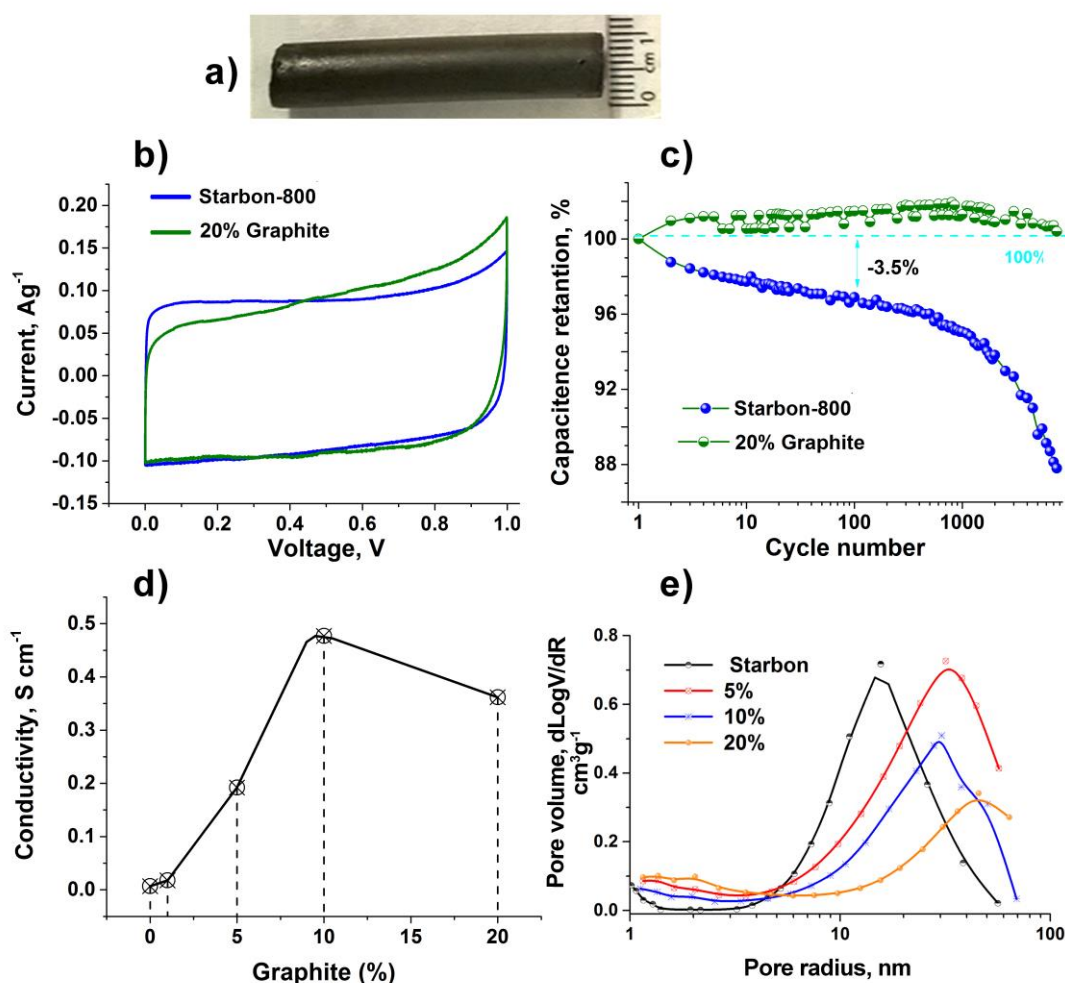 a)
1
cm
0
b)
Starbon-800
20% Graphite
0.20
0.15
0.10
0.05
0.00
-0.05
-0.10
-0.15
Current, Ag⁻¹
0.0 0.2 0.4 0.6 0.8 1.0
Voltage, V
c)
100
96
92
88
Capacitence retantion, %
100%
-3.5%
Starbon-800
20% Graphite
1 10 100 1000
Cycle number
d)
0.5
0.4
0.3
0.2
0.1
0.0
Conductivity, S cm⁻¹
0 5 10 15 20
Graphite (%)
e)
0.8
0.6
0.4
0.2
0.0
Pore volume, dLogV/dR
cm³g⁻¹
Starbon
5%
10%
20%
1 10 100
Pore radius, nm